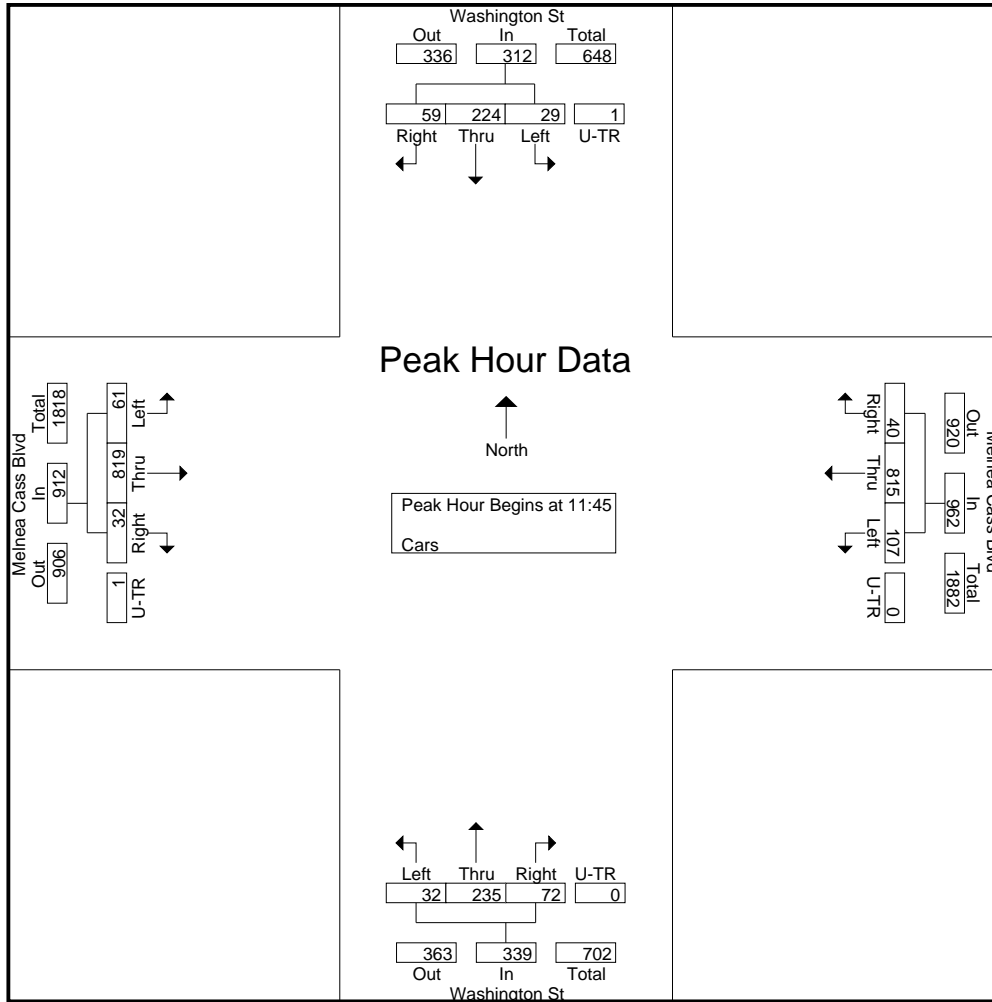 Washington St
Out In Total
336 312 648
59 224 29 1
Right Thru Left U-TR
Peak Hour Data
North
Peak Hour Begins at 11:45
Cars
Melnea Cass Blvd
Out In Total
906 912 1818
61 819 32 1
Left Thru Right U-TR
Melnea Cass Blvd
Out In Total
920 962 1882
40 815 107 0
Right Thru Left U-TR
Left Thru Right U-TR
32 235 72 0
363 339 702
Out In Total
Washington St